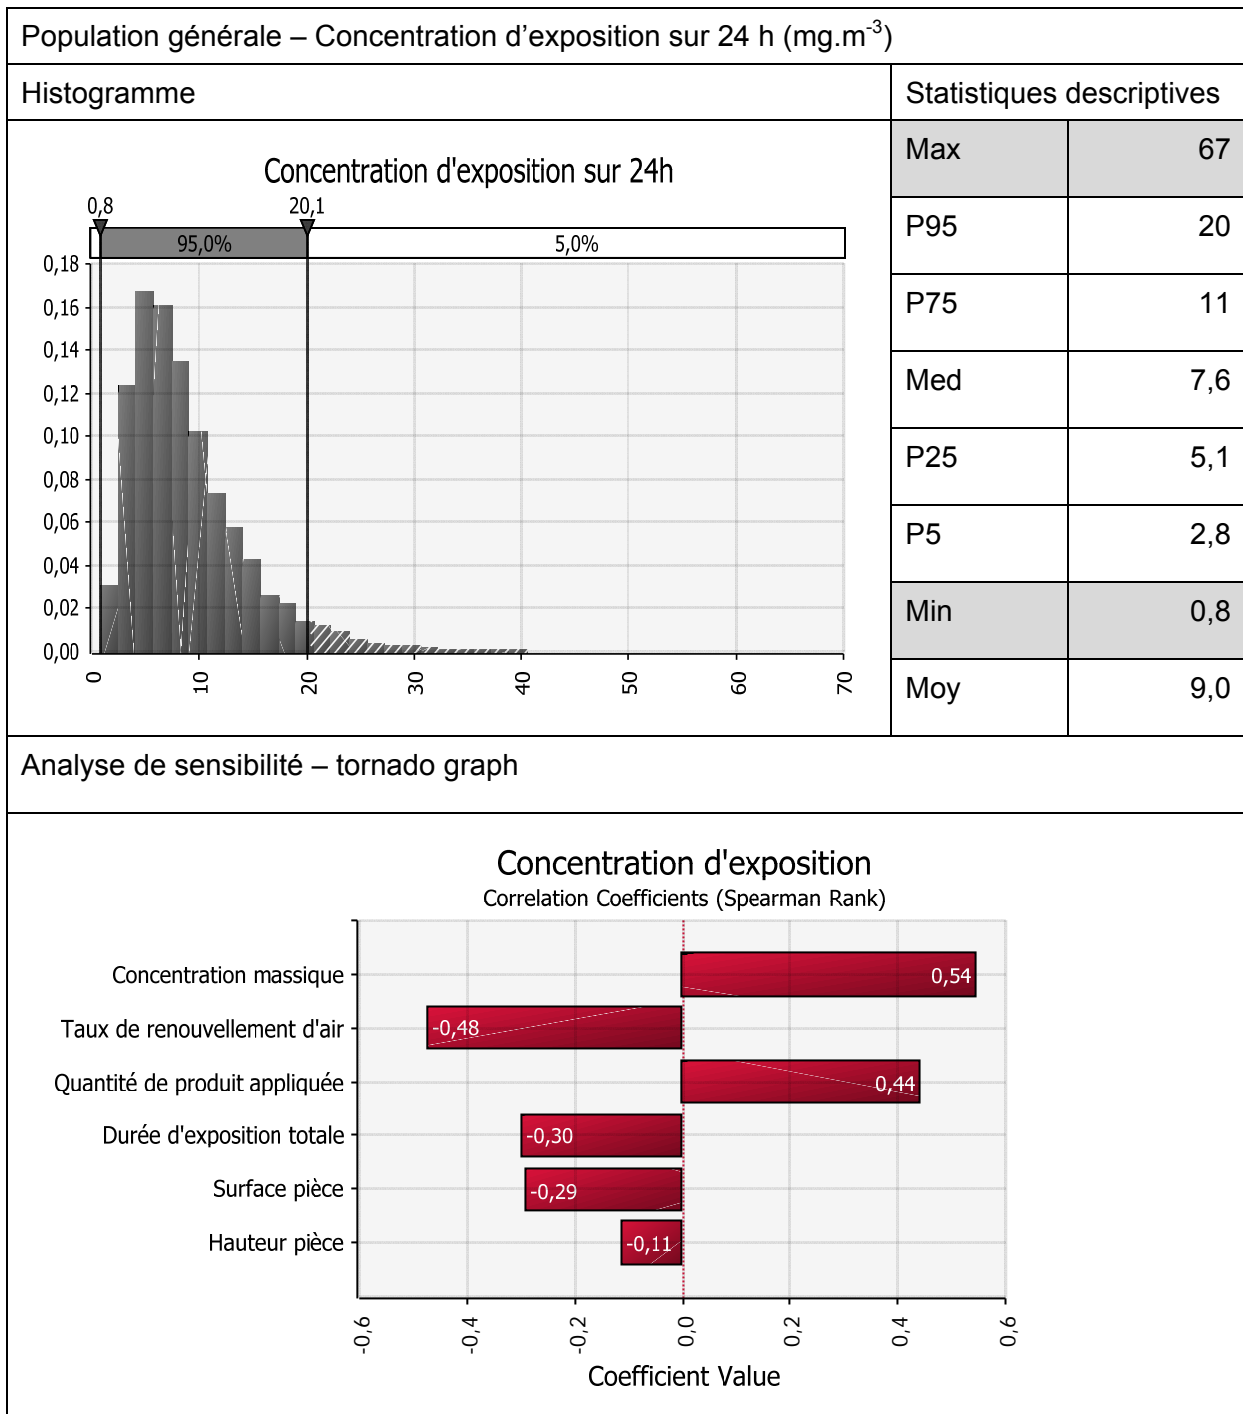 Population générale – Concentration d’exposition sur 24 h (mg.m-3)
Histogramme
Statistiques descriptives
Concentration d'exposition sur 24h
0,8 20,1
95,0% 5,0%
0,18
0,16
0,14
0,12
0,10
0,08
0,06
0,04
0,02
0,00
0 10 20 30 40 50 60 70
Max 67
P95 20
P75 11
Med 7,6
P25 5,1
P5 2,8
Min 0,8
Moy 9,0
Analyse de sensibilité – tornado graph
Concentration d'exposition
Correlation Coefficients (Spearman Rank)
Concentration massique 0,54
Taux de renouvellement d'air -0,48
Quantité de produit appliquée 0,44
Durée d'exposition totale -0,30
Surface pièce -0,29
Hauteur pièce -0,11
-0,6 -0,4 -0,2 0,0 0,2 0,4 0,6
Coefficient Value